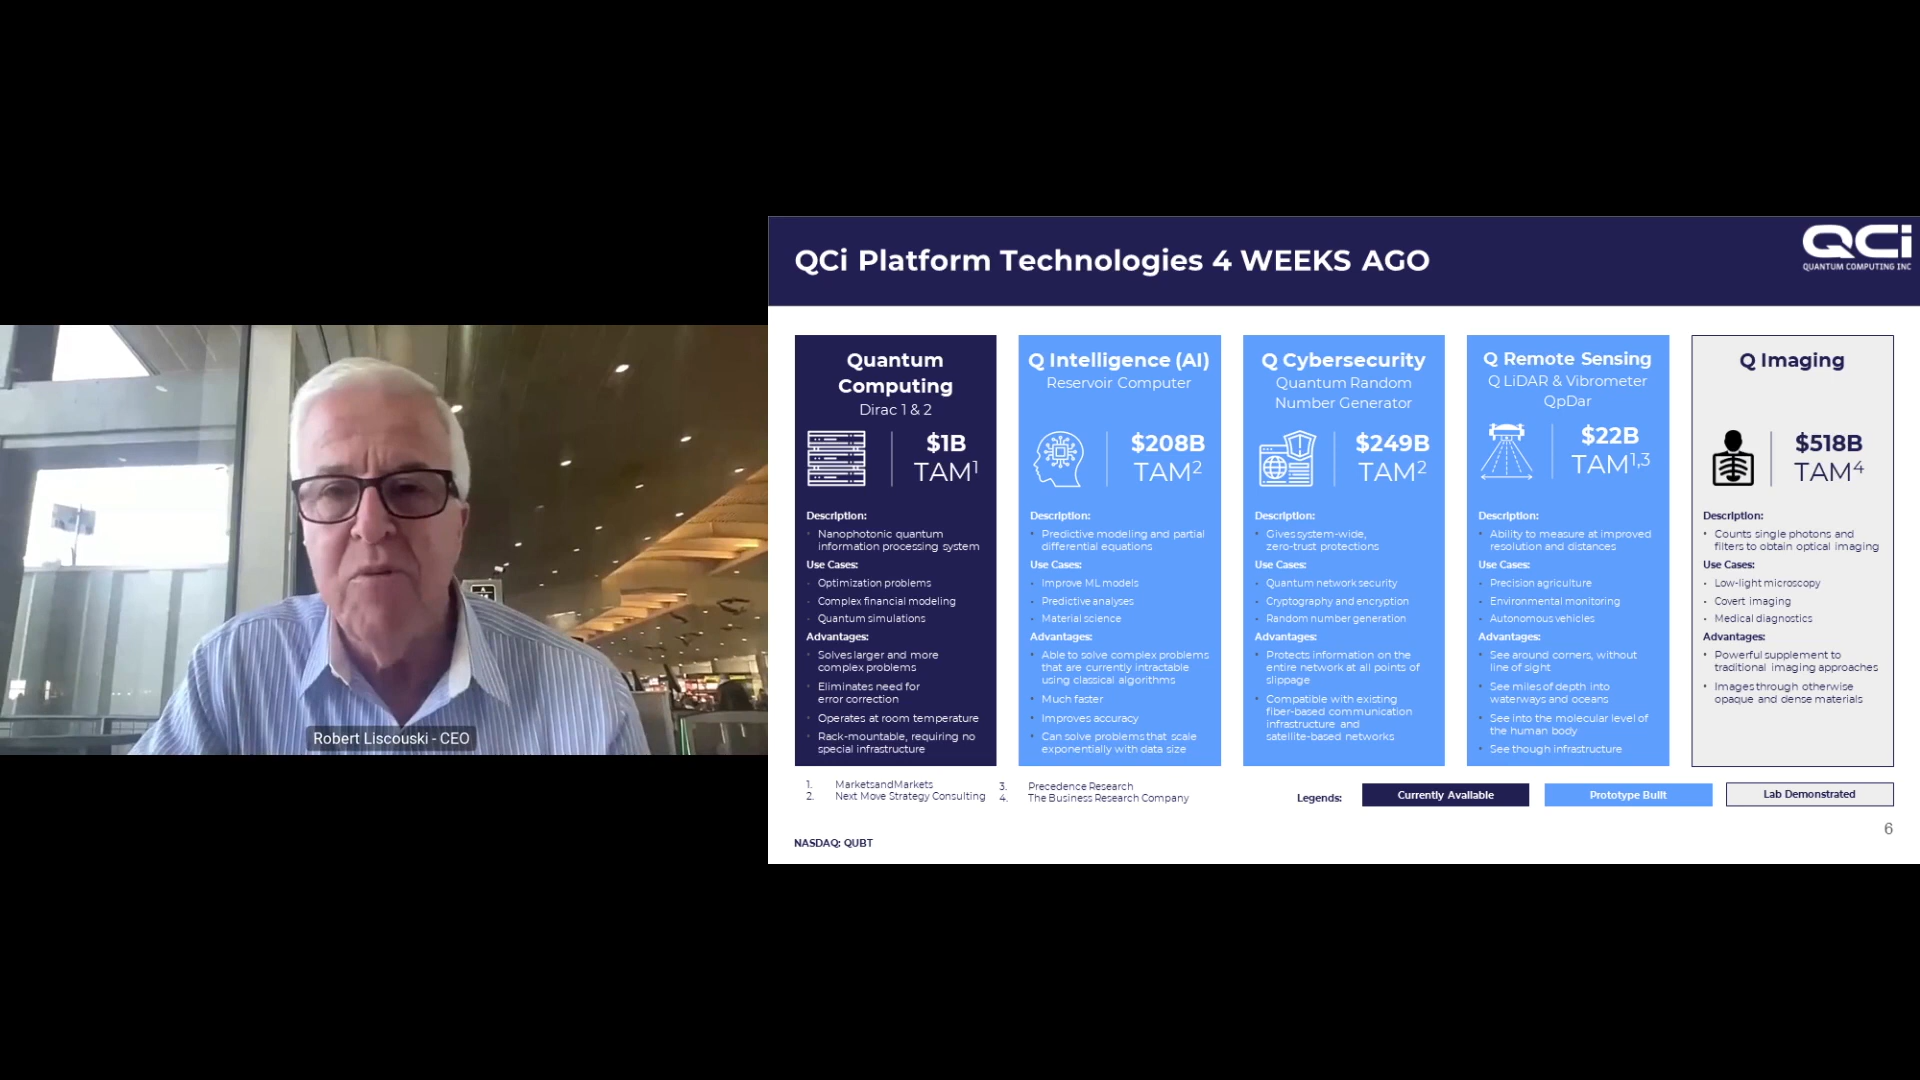 QCi Platform Technologies 4 WEEKS AGO
QCi
QUANTUM COMPUTING INC
Quantum
Computing
Dirac 1 & 2
$1B
TAM1
Description:
• Nanophotonic quantum
information processing system
Use Cases:
• Optimization problems
• Complex financial modeling
• Quantum simulations
Advantages:
• Solves larger and more
complex problems
• Eliminates need for
error correction
• Operates at room temperature
• Rack-mountable, requiring no
special infrastructure
Q Intelligence (AI)
Reservoir Computer
$208B
TAM2
Description:
• Predictive modeling and partial
differential equations
Use Cases:
• Improve ML models
• Predictive analyses
• Material science
Advantages:
• Able to solve complex problems
that are currently intractable
using classical algorithms
• Much faster
• Improves accuracy
• Can solve problems that scale
exponentially with data size
Q Cybersecurity
Quantum Random
Number Generator
$249B
TAM2
Description:
• Gives system-wide,
zero-trust protections
Use Cases:
• Quantum network security
• Cryptography and encryption
• Random number generation
Advantages:
• Protects information on the
entire network at all points of
slippage
• Compatible with existing
fiber-based communication
infrastructure and
satellite-based networks
Q Remote Sensing
Q LiDAR & Vibrometer
QpDar
$22B
TAM1,3
Description:
• Ability to measure at improved
resolution and distances
Use Cases:
• Precision agriculture
• Environmental monitoring
• Autonomous vehicles
Advantages:
• See around corners, without
line of sight
• See miles of depth into
waterways and oceans
• See into the molecular level of
the human body
• See though infrastructure
Q Imaging
$518B
TAM4
Description:
• Counts single photons and
filters to obtain optical imaging
Use Cases:
• Low-light microscopy
• Covert imaging
• Medical diagnostics
Advantages:
• Powerful supplement to
traditional imaging approaches
• Images through otherwise
opaque and dense materials
1. MarketsandMarkets
2. Next Move Strategy Consulting
3. Precedence Research
4. The Business Research Company
Legends:
Currently Available
Prototype Built
Lab Demonstrated
6
NASDAQ: QUBT
Robert Liscouski - CEO